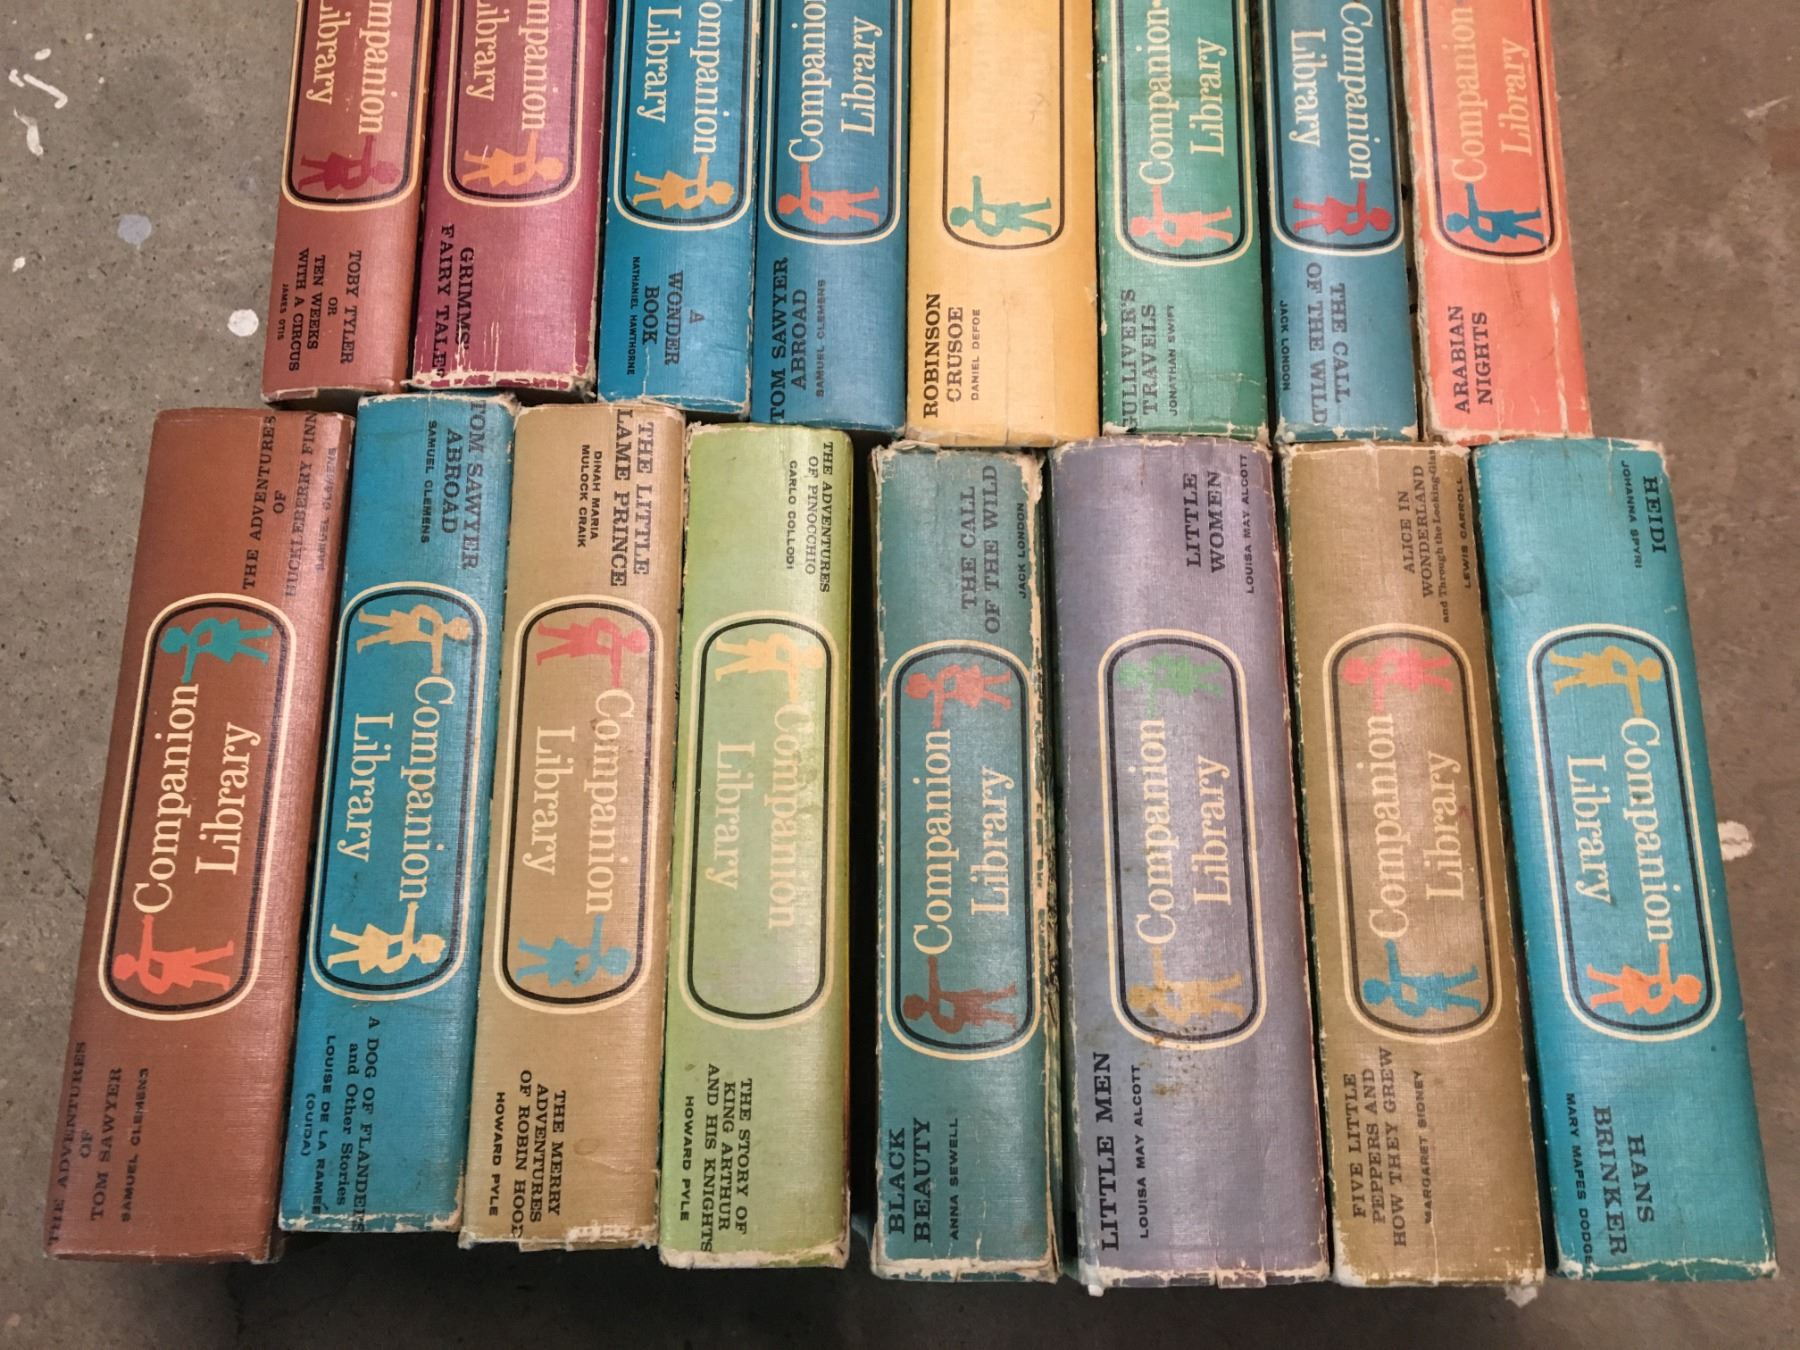 Companion
Library
TOBY TYLER
OR
TEN WEEKS
WITH A CIRCUS
JAMES OTIS
Companion
Library
GRIMMS'
FAIRY TALES
Companion
Library
A
WONDER
BOOK
NATHANIEL HAWTHORNE
Companion
Library
TOM SAWYER
ABROAD
SAMUEL CLEMENS
ROBINSON
CRUSOE
DANIEL DEFOE
Companion
Library
GULLIVER'S
TRAVELS
JONATHAN SWIFT
Companion
Library
THE CALL
OF THE WILD
JACK LONDON
Companion
Library
ARABIAN
NIGHTS
THE ADVENTURES
OF
HUCKLEBERRY FINN
SAMUEL CLEMENS
Companion
Library
THE ADVENTURES
OF
TOM SAWYER
SAMUEL CLEMENS
TOM SAWYER
ABROAD
SAMUEL CLEMENS
Companion
Library
A DOG OF FLANDERS
and Other Stories
LOUISE DE LA RAMEÉ
(OUIDA)
THE LITTLE
LAME PRINCE
DINAH MARIA
MULOCK CRAIK
Companion
Library
THE MERRY
ADVENTURES
OF ROBIN HOOD
HOWARD PYLE
THE ADVENTURES
OF PINOCCHIO
CARLO COLLODI
Companion
Library
THE STORY OF
KING ARTHUR
AND HIS KNIGHTS
HOWARD PYLE
THE CALL
OF THE WILD
JACK LONDON
Companion
Library
BLACK
BEAUTY
ANNA SEWELL
LITTLE
WOMEN
LOUISA MAY ALCOTT
Companion
Library
LITTLE MEN
LOUISA MAY ALCOTT
ALICE IN
WONDERLAND
and Through the Looking-Glass
LEWIS CARROLL
Companion
Library
FIVE LITTLE
PEPPERS AND
HOW THEY GREW
MARGARET SIDNEY
HEIDI
JOHANNA SPYRI
Companion
Library
HANS
BRINKER
MARY MAPES DODGE